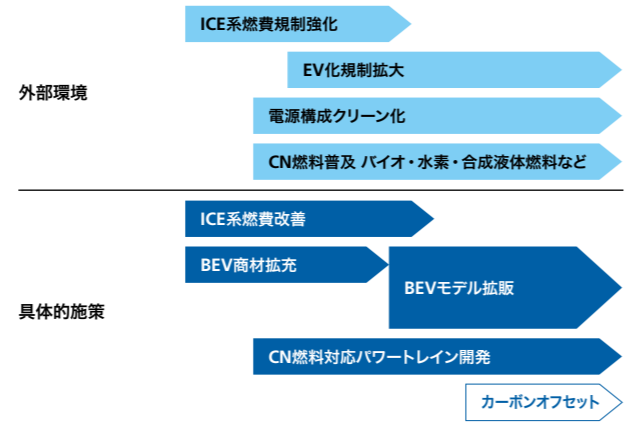 ICE系燃費規制強化
EV化規制拡大
外部環境
電源構成クリーン化
CN燃料普及 バイオ・水素・合成液体燃料など
ICE系燃費改善
BEV商材拡充
BEVモデル拡販
具体的施策
CN燃料対応パワートレイン開発
カーボンオフセット